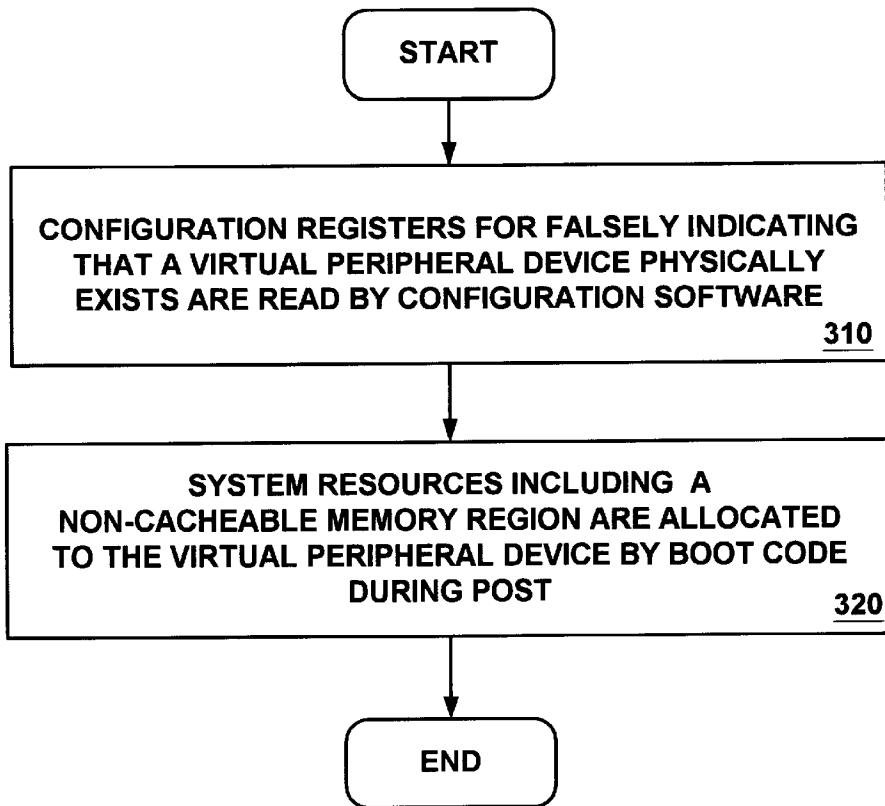 START
CONFIGURATION REGISTERS FOR FALSELY INDICATING
THAT A VIRTUAL PERIPHERAL DEVICE PHYSICALLY
EXISTS ARE READ BY CONFIGURATION SOFTWARE
310
SYSTEM RESOURCES INCLUDING A
NON-CACHEABLE MEMORY REGION ARE ALLOCATED
TO THE VIRTUAL PERIPHERAL DEVICE BY BOOT CODE
DURING POST
320
END